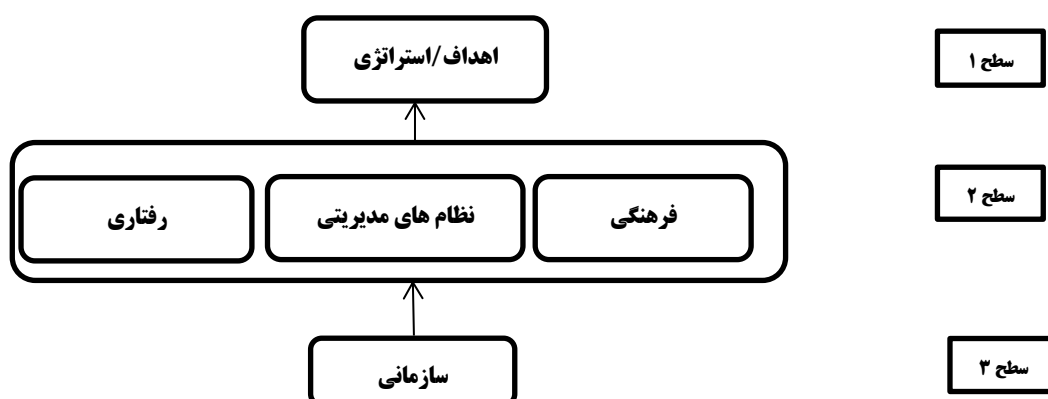 اهداف/استراتژی
سطح ۱
فرهنگی
نظام های مدیریتی
رفتاری
سطح ۲
سازمانی
سطح ۳